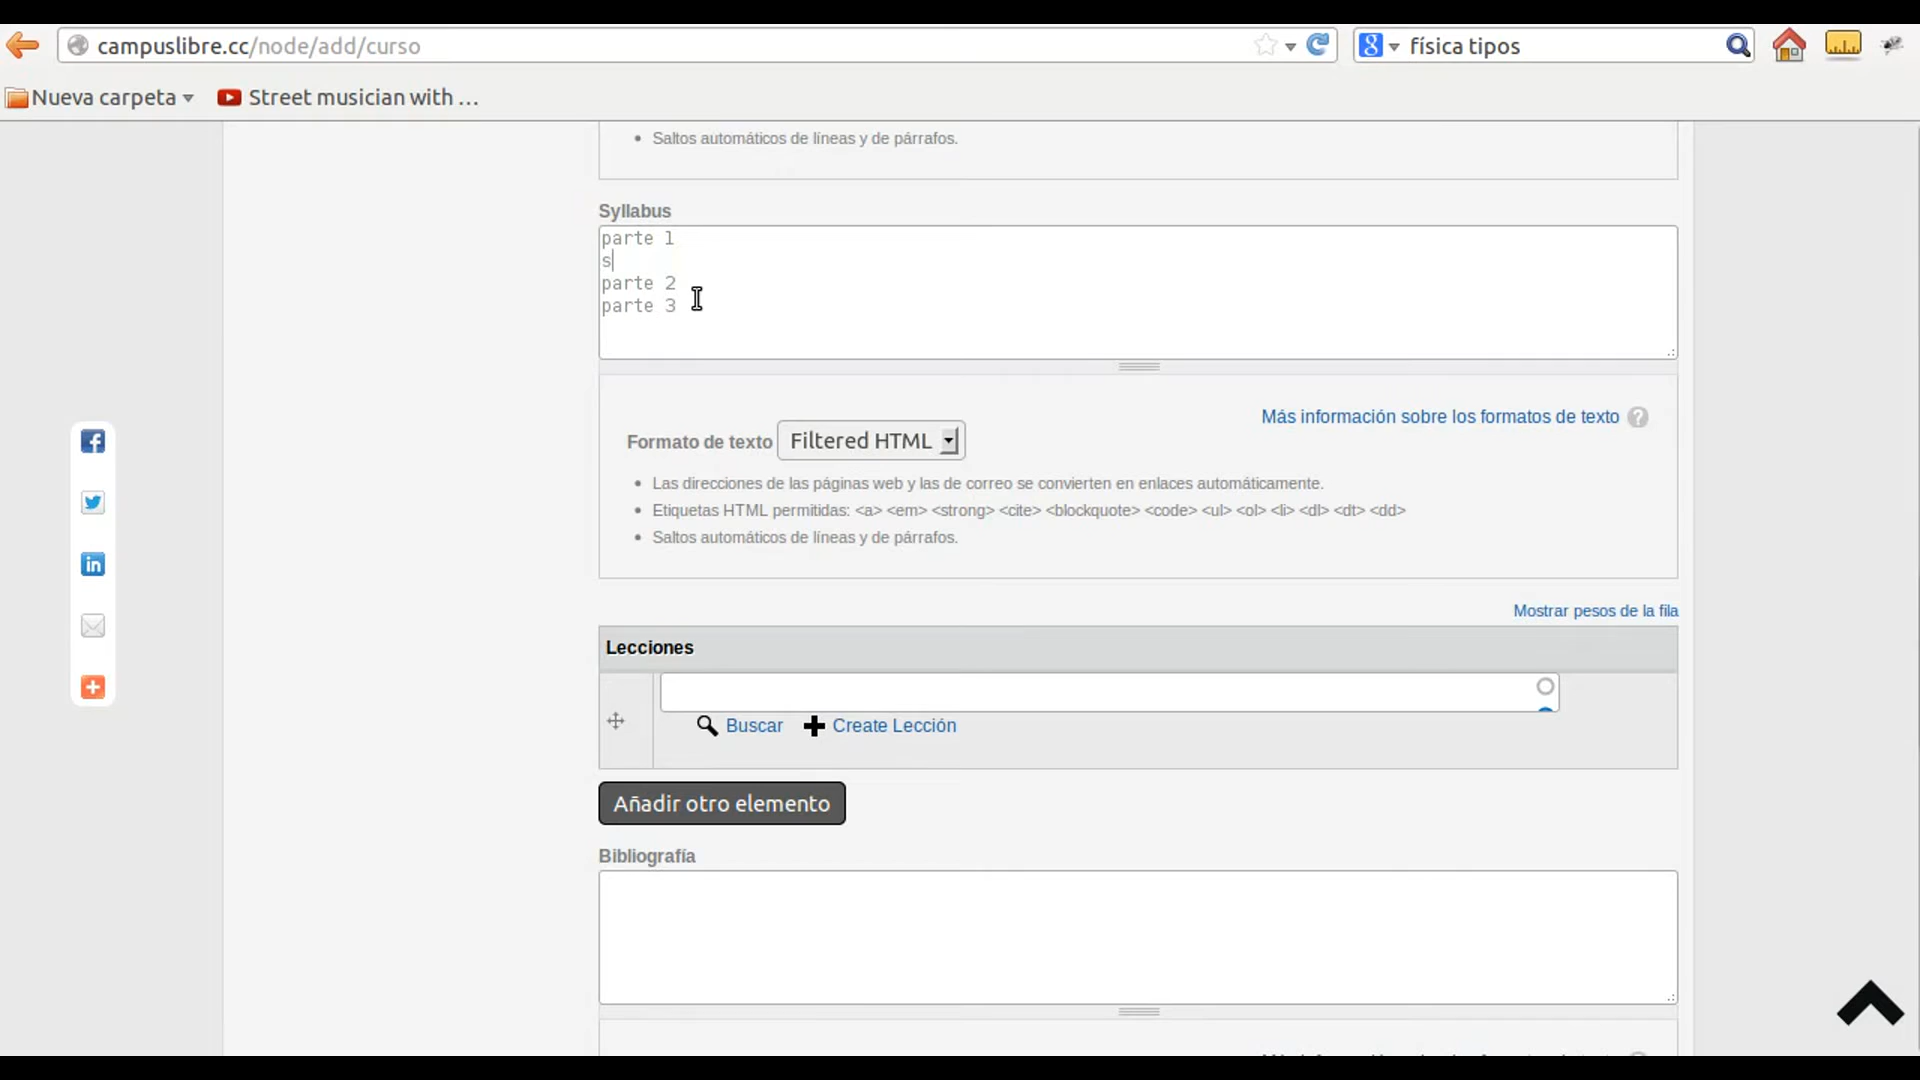 campuslibre.cc/node/add/curso
física tipos
Nueva carpeta
Street musician with ...
Saltos automáticos de líneas y de párrafos.
Syllabus
parte 1
s
parte 2
parte 3
Más información sobre los formatos de texto
Formato de texto Filtered HTML
Las direcciones de las páginas web y las de correo se convierten en enlaces automáticamente.
Etiquetas HTML permitidas: <a> <em> <strong> <cite> <blockquote> <code> <ul> <ol> <li> <dl> <dt> <dd>
Saltos automáticos de líneas y de párrafos.
Mostrar pesos de la fila
Lecciones
Buscar Create Lección
Añadir otro elemento
Bibliografía